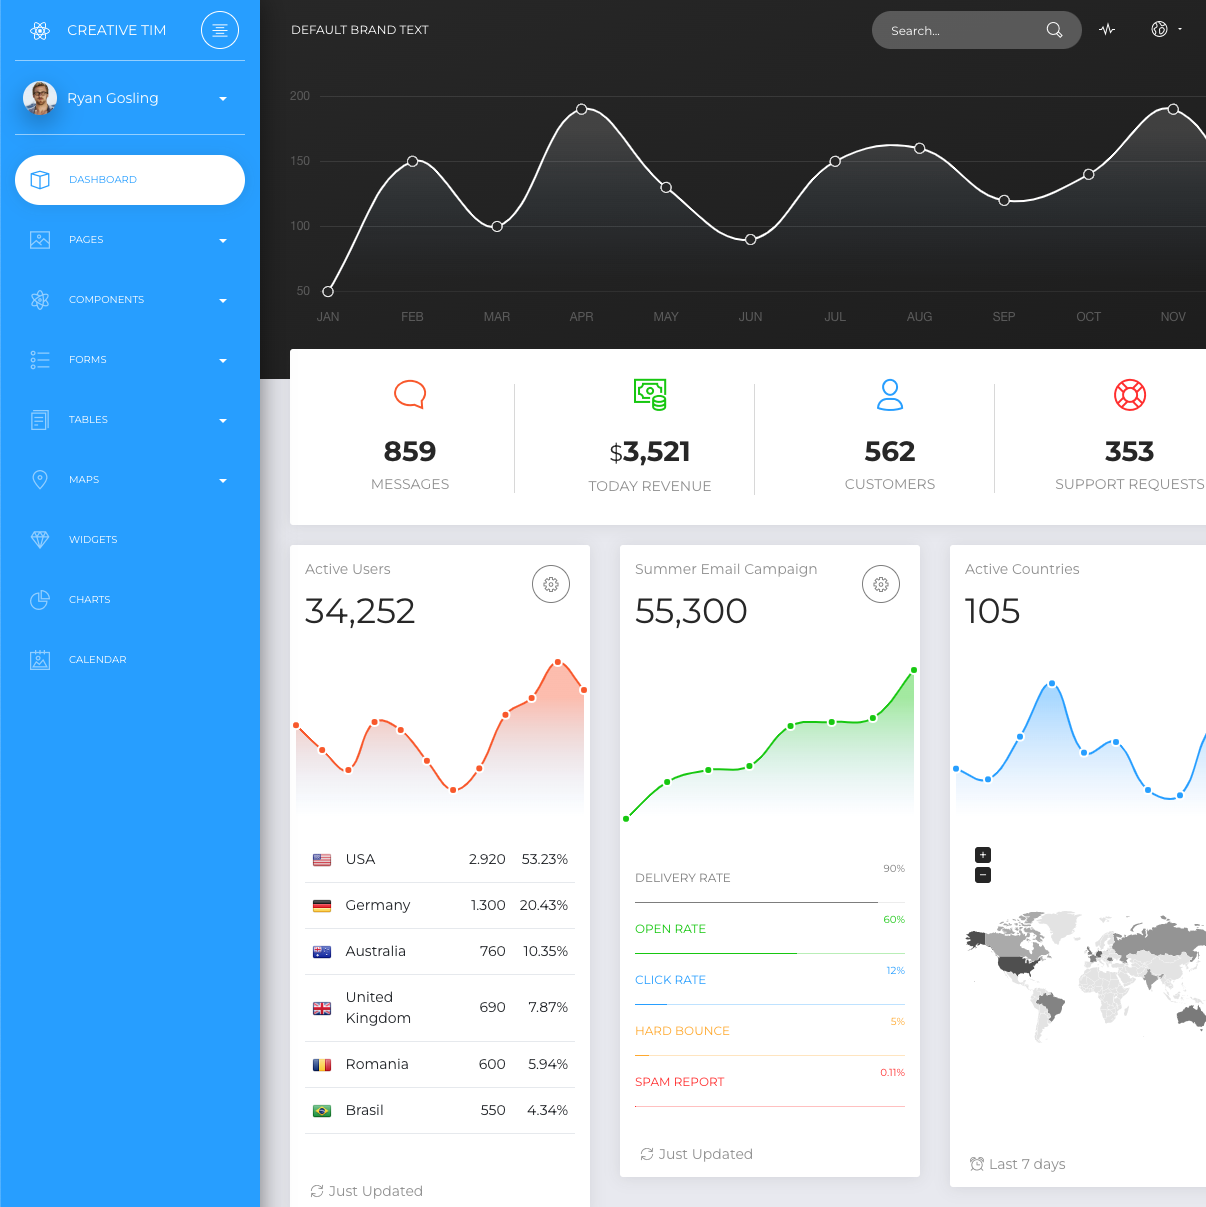 CREATIVE TIM
Ryan Gosling
DASHBOARD
PAGES
COMPONENTS
FORMS
TABLES
MAPS
WIDGETS
CHARTS
CALENDAR
DEFAULT BRAND TEXT
Search...
200
150
100
50
JAN FEB MAR APR MAY JUN JUL AUG SEP OCT NOV
859
MESSAGES
$3,521
TODAY REVENUE
562
CUSTOMERS
353
SUPPORT REQUESTS
Active Users
34,252
USA 2.920 53.23%
Germany 1.300 20.43%
Australia 760 10.35%
United
Kingdom 690 7.87%
Romania 600 5.94%
Brasil 550 4.34%
Just Updated
Summer Email Campaign
55,300
DELIVERY RATE 90%
OPEN RATE 60%
CLICK RATE 12%
HARD BOUNCE 5%
SPAM REPORT 0.11%
Just Updated
Active Countries
105
+
−
Last 7 days